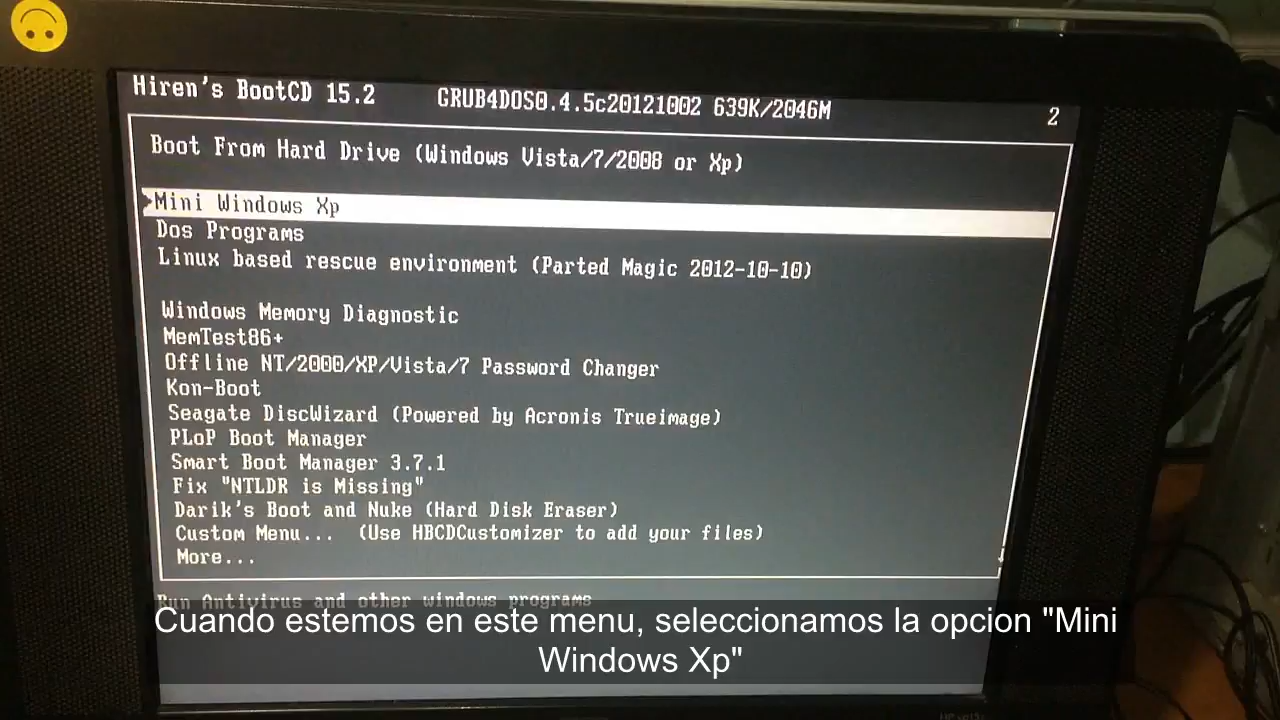 Hiren's BootCD 15.2 GRUB4DOS0.4.5c20121002 639K/2046M 2
Boot From Hard Drive (Windows Vista/7/2008 or Xp)
Mini Windows Xp
Dos Programs
Linux based rescue environment (Parted Magic 2012-10-10)
Windows Memory Diagnostic
MemTest86+
Offline NT/2000/XP/Vista/7 Password Changer
Kon-Boot
Seagate DiscWizard (Powered by Acronis Trueimage)
PLoP Boot Manager
Smart Boot Manager 3.7.1
Fix "NTLDR is Missing"
Darik's Boot and Nuke (Hard Disk Eraser)
Custom Menu... (Use HBCDCustomizer to add your files)
More...
Run Antivirus and other windows programs
Cuando estemos en este menu, seleccionamos la opcion "Mini
Windows Xp"